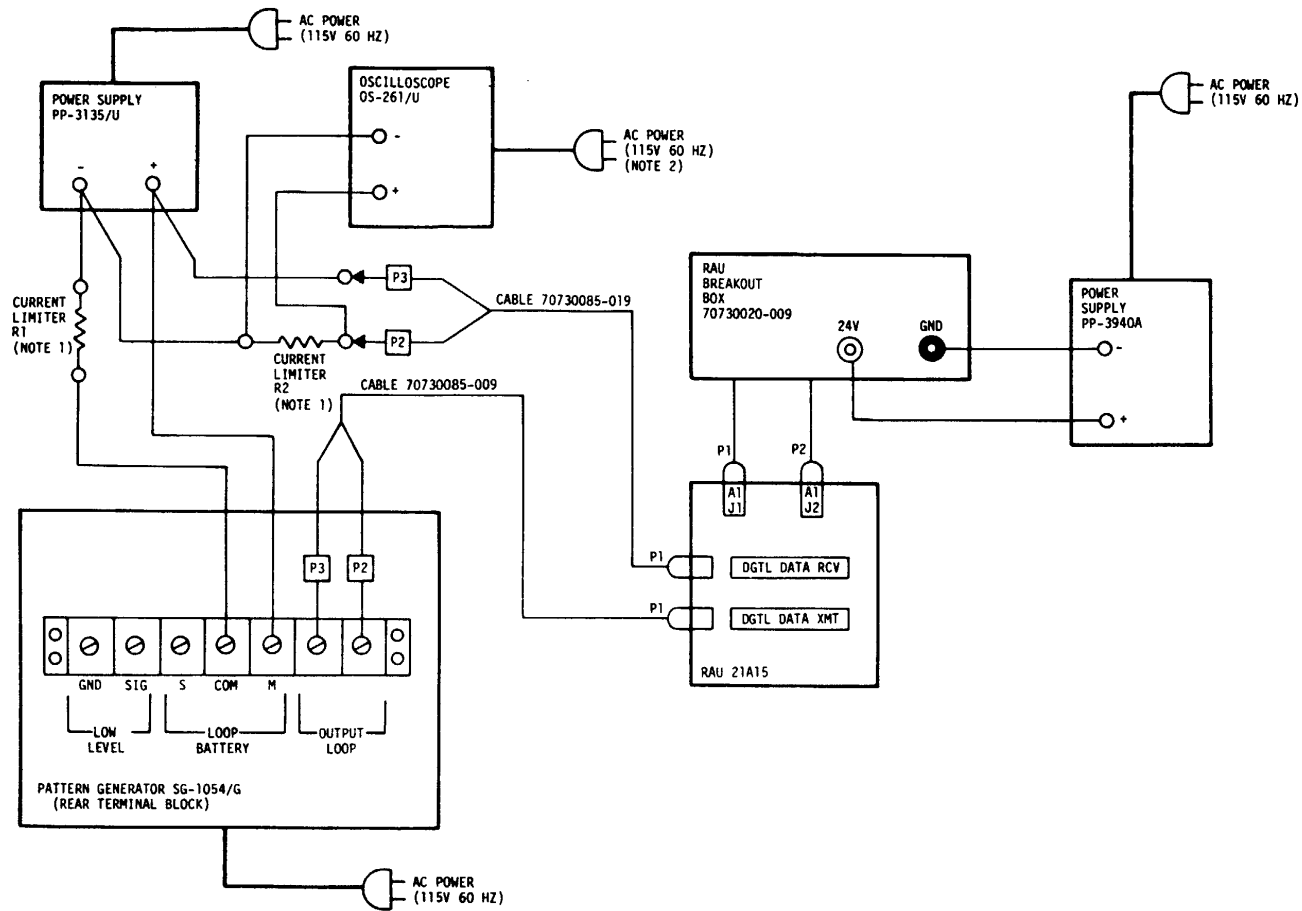 AC POWER
(115V 60 HZ)
POWER SUPPLY
PP-3135/U
-
+
OSCILLOSCOPE
OS-261/U
-
+
AC POWER
(115V 60 HZ)
(NOTE 2)
AC POWER
(115V 60 HZ)
P3
CABLE 70730085-019
P2
CURRENT
LIMITER
R1
(NOTE 1)
CURRENT
LIMITER
R2
(NOTE 1)
CABLE 70730085-009
RAU
BREAKOUT
BOX
70730020-009
24V
GND
POWER
SUPPLY
PP-3940A
-
+
P1
P2
A1
J1
A1
J2
P1
DGTL DATA RCV
P1
DGTL DATA XMT
RAU 21A15
P3
P2
GND
SIG
S
COM
M
LOW
LEVEL
LOOP
BATTERY
OUTPUT
LOOP
PATTERN GENERATOR SG-1054/G
(REAR TERMINAL BLOCK)
AC POWER
(115V 60 HZ)